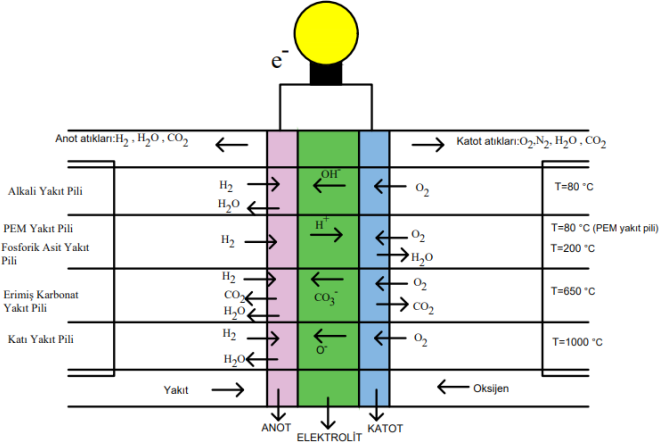 e-
Anot atıkları:H2 , H2O , CO2
Katot atıkları:O2,N2, H2O , CO2
Alkali Yakıt Pili
H2
OH-
O2
T=80 °C
H2O
PEM Yakıt Pili
Fosforik Asit Yakıt
Pili
H2
H+
O2
H2O
T=80 °C (PEM yakıt pili)
T=200 °C
Erimiş Karbonat
Yakıt Pili
H2
CO2
H2O
CO3-
O2
CO2
T=650 °C
Katı Yakıt Pili
H2
H2O
O-
O2
T=1000 °C
Yakıt
Oksijen
ANOT
ELEKTROLİT
KATOT